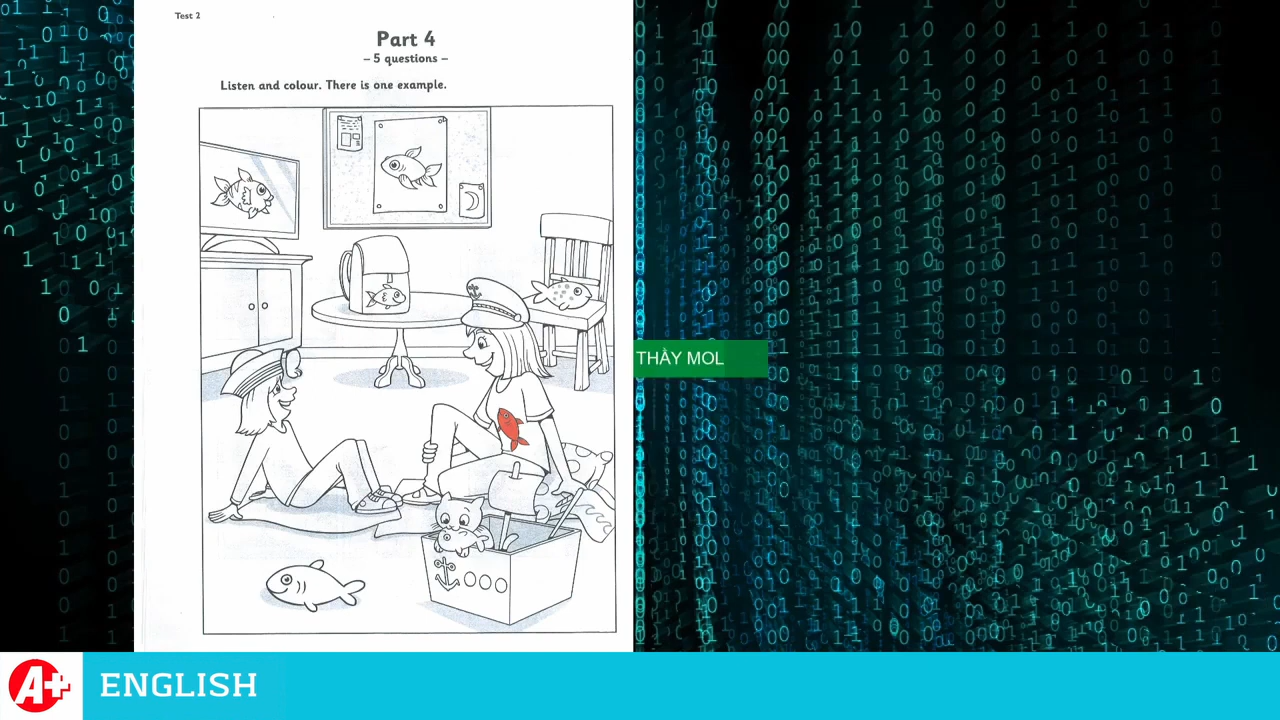 Test 2
Part 4
– 5 questions –
Listen and colour. There is one example.
THẦY MOL
A+
ENGLISH